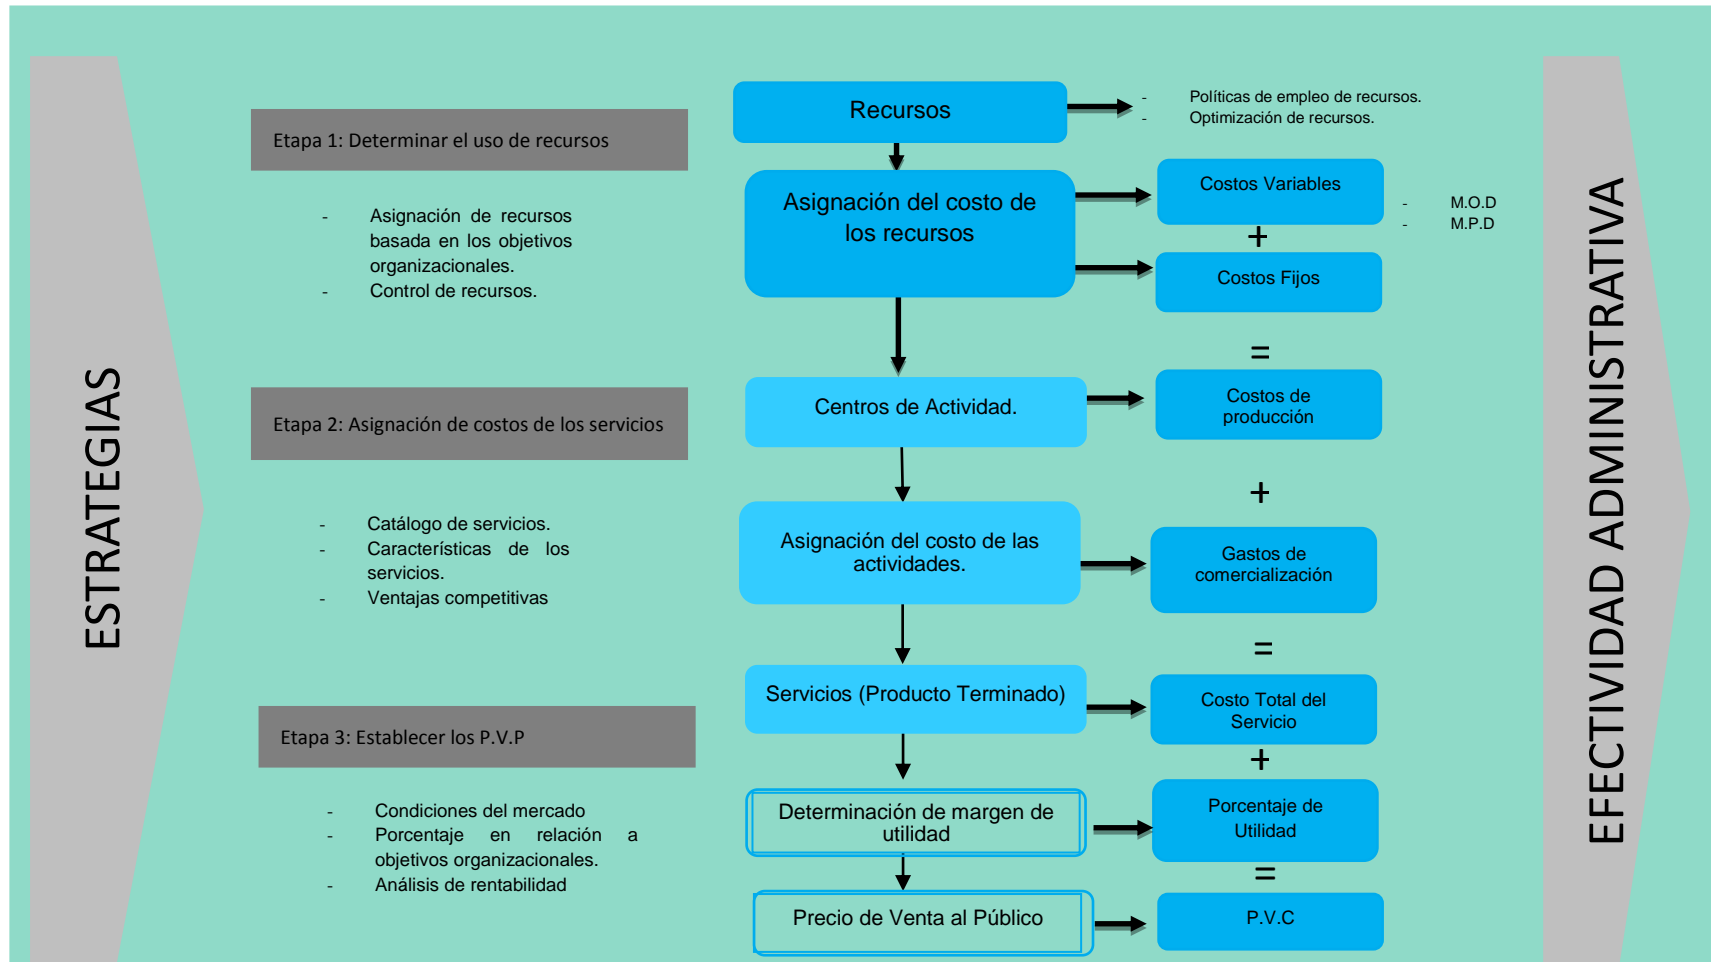 ESTRATEGIAS
Etapa 1: Determinar el uso de recursos
- Asignación de recursos
basada en los objetivos
organizacionales.
- Control de recursos.
Etapa 2: Asignación de costos de los servicios
- Catálogo de servicios.
- Características de los
servicios.
- Ventajas competitivas
Etapa 3: Establecer los P.V.P
- Condiciones del mercado
- Porcentaje en relación a
objetivos organizacionales.
- Análisis de rentabilidad
Recursos
- Políticas de empleo de recursos.
- Optimización de recursos.
Asignación del costo de
los recursos
Costos Variables
- M.O.D
- M.P.D
+
Costos Fijos
=
Centros de Actividad.
Costos de
producción
+
Asignación del costo de las
actividades.
Gastos de
comercialización
=
Servicios (Producto Terminado)
Costo Total del
Servicio
+
Determinación de margen de
utilidad
Porcentaje de
Utilidad
=
Precio de Venta al Público
P.V.C
EFECTIVIDAD ADMINISTRATIVA